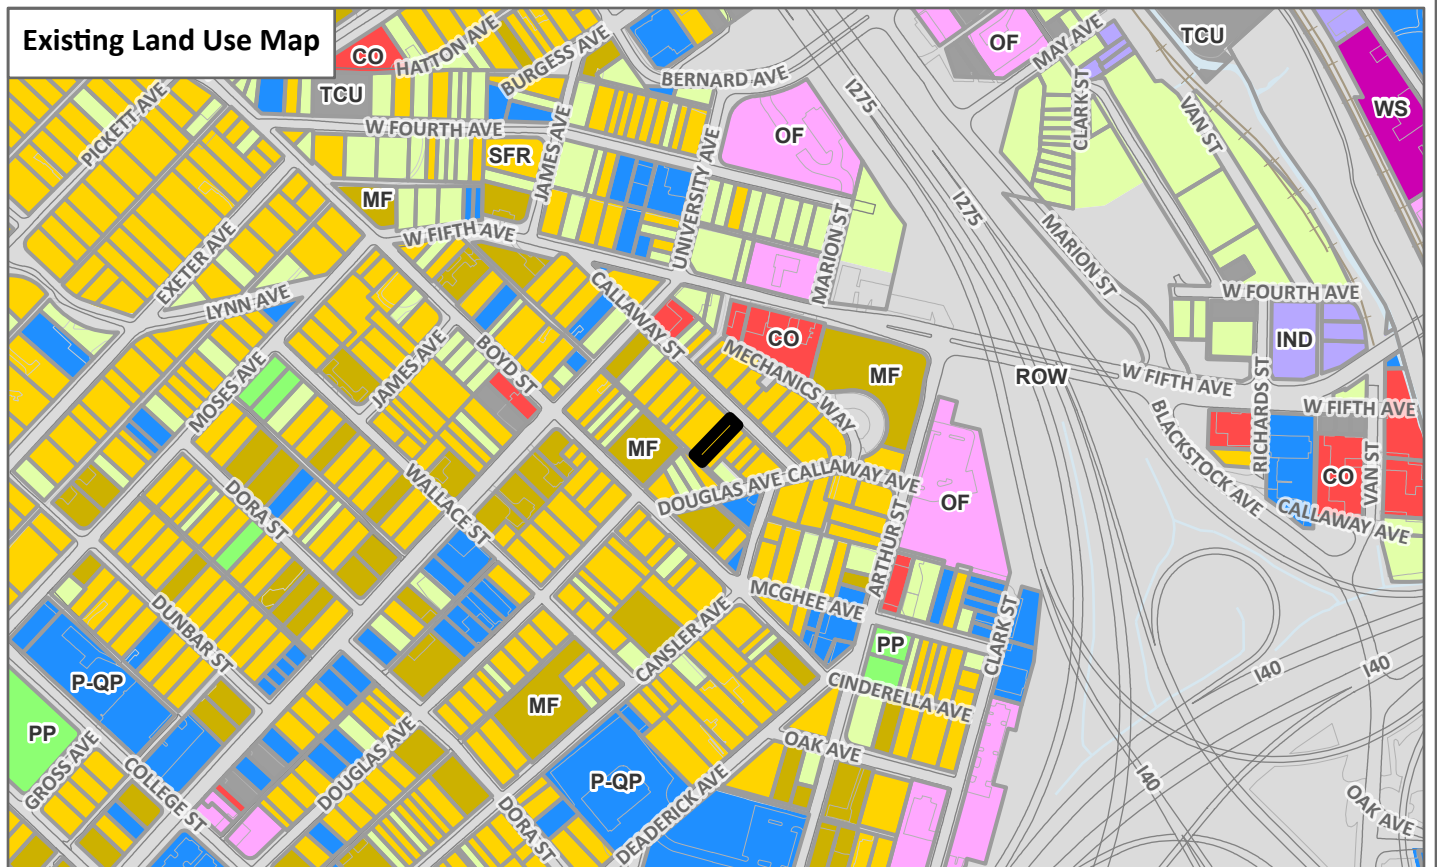 Existing Land Use Map
CO
HATTON AVE
BURGESS AVE
BERNARD AVE
OF
MAY AVE
TCU
TCU
I275
CLARK ST
VAN ST
WS
PICKETT AVE
W FOURTH AVE
SFR
JAMES AVE
OF
UNIVERSITY AVE
MF
I275
W FIFTH AVE
MARION ST
MARION ST
EXETER AVE
LYNN AVE
CALLAWAY ST
W FOURTH AVE
CO
IND
MECHANICS WAY
MF
ROW
JAMES AVE
BOYD ST
W FIFTH AVE
RICHARDS ST
W FIFTH AVE
MOSES AVE
MF
BLACKSTOCK AVE
CO
VAN ST
DOUGLAS AVE
CALLAWAY AVE
WALLACE ST
DORA ST
OF
CALLAWAY AVE
ARTHUR ST
MCGHEE AVE
CLARK ST
DUNBAR ST
CANSLER AVE
PP
P-QP
CINDERELLA AVE
I40
I40
MF
PP
GROSS AVE
COLLEGE ST
DOUGLAS AVE
OAK AVE
P-QP
I40
DORA ST
DEADERICK AVE
OAK AVE